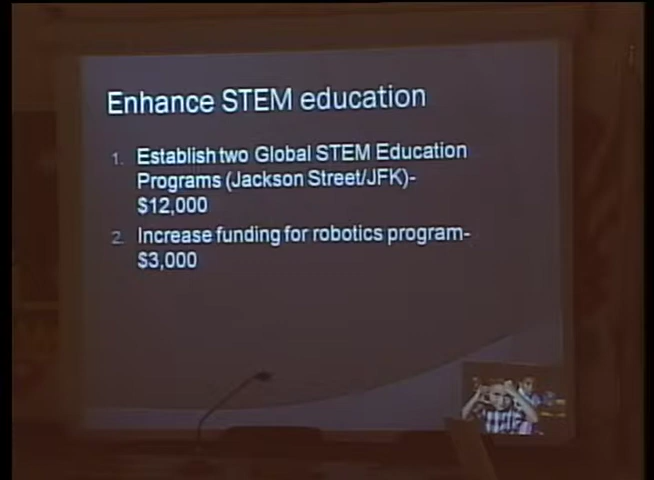 Enhance STEM education
1. Establish two Global STEM Education
Programs (Jackson Street/JFK)-
$12,000
2. Increase funding for robotics program-
$3,000